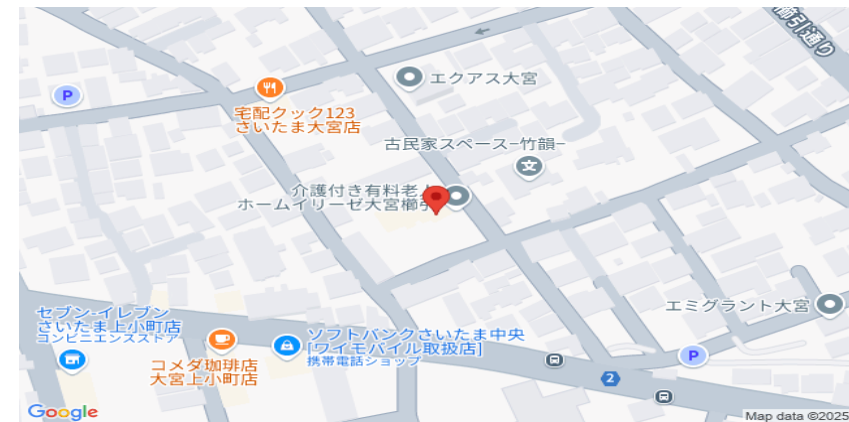 櫛引通り
エクアス大宮
P
宅配クック123
さいたま大宮店
古民家スペース-竹韻-
文
介護付き有料老人
ホームイリーゼ大宮櫛引
セブン-イレブン
さいたま上小町店
コンビニエンスストア
エミグラント大宮
ソフトバンクさいたま中央
[ワイモバイル取扱店]
携帯電話ショップ
コメダ珈琲店
大宮上小町店
P
2
Google
Map data ©2025